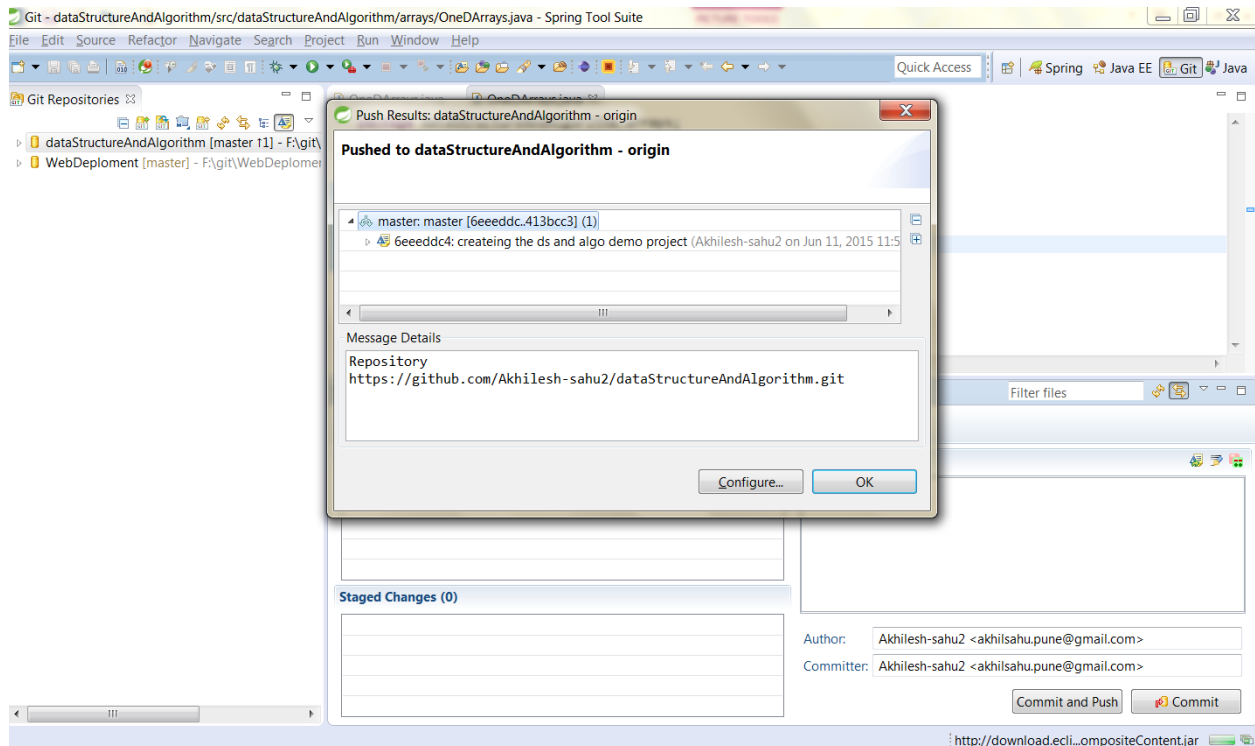 Git - dataStructureAndAlgorithm/src/dataStructureAndAlgorithm/arrays/OneDArrays.java - Spring Tool Suite
File Edit Source Refactor Navigate Search Project Run Window Help
Quick Access Spring Java EE Git Java
Git Repositories
dataStructureAndAlgorithm [master ↑1] - F:\git\
WebDeploment [master] - F:\git\WebDeplomer
Push Results: dataStructureAndAlgorithm - origin
Pushed to dataStructureAndAlgorithm - origin
master: master [6eeeddc..413bcc3] (1)
6eeeddc4: createing the ds and algo demo project (Akhilesh-sahu2 on Jun 11, 2015 11:5
Message Details
Repository
https://github.com/Akhilesh-sahu2/dataStructureAndAlgorithm.git
Configure... OK
Filter files
Staged Changes (0)
Author: Akhilesh-sahu2 <akhilsahu.pune@gmail.com>
Committer: Akhilesh-sahu2 <akhilsahu.pune@gmail.com>
Commit and Push Commit
http://download.ecli...ompositeContent.jar